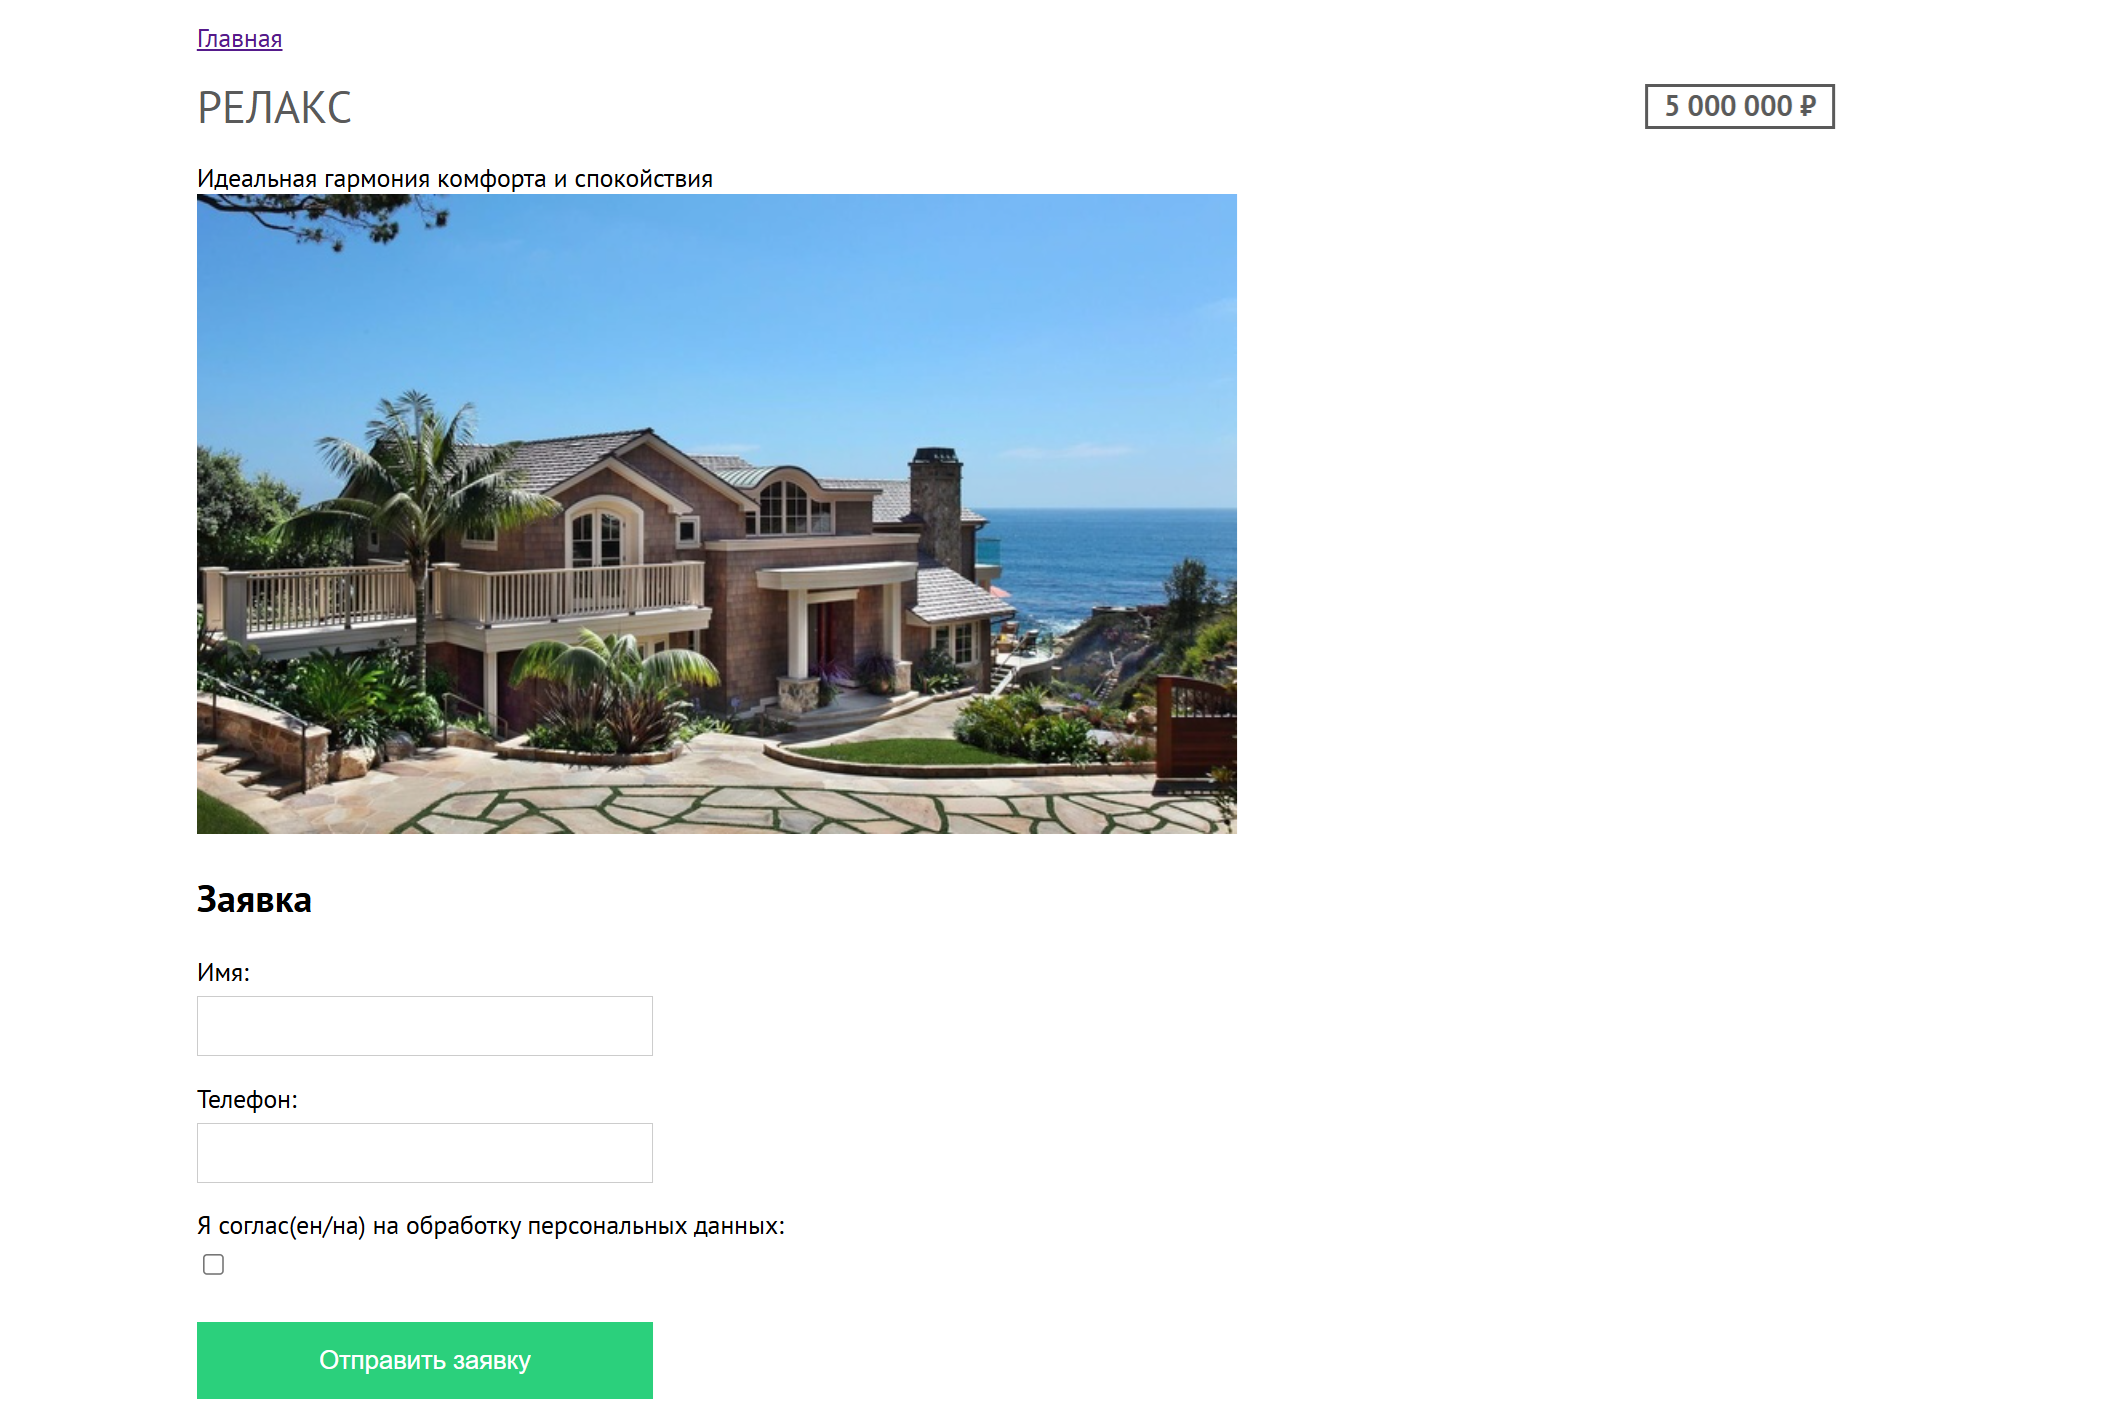 Главная
РЕЛАКС
5 000 000 ₽
Идеальная гармония комфорта и спокойствия
Заявка
Имя:
Телефон:
Я соглас(ен/на) на обработку персональных данных:
Отправить заявку